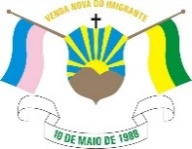 VENDA NOVA DO IMIGRANTE
10 DE MAIO DE 1988